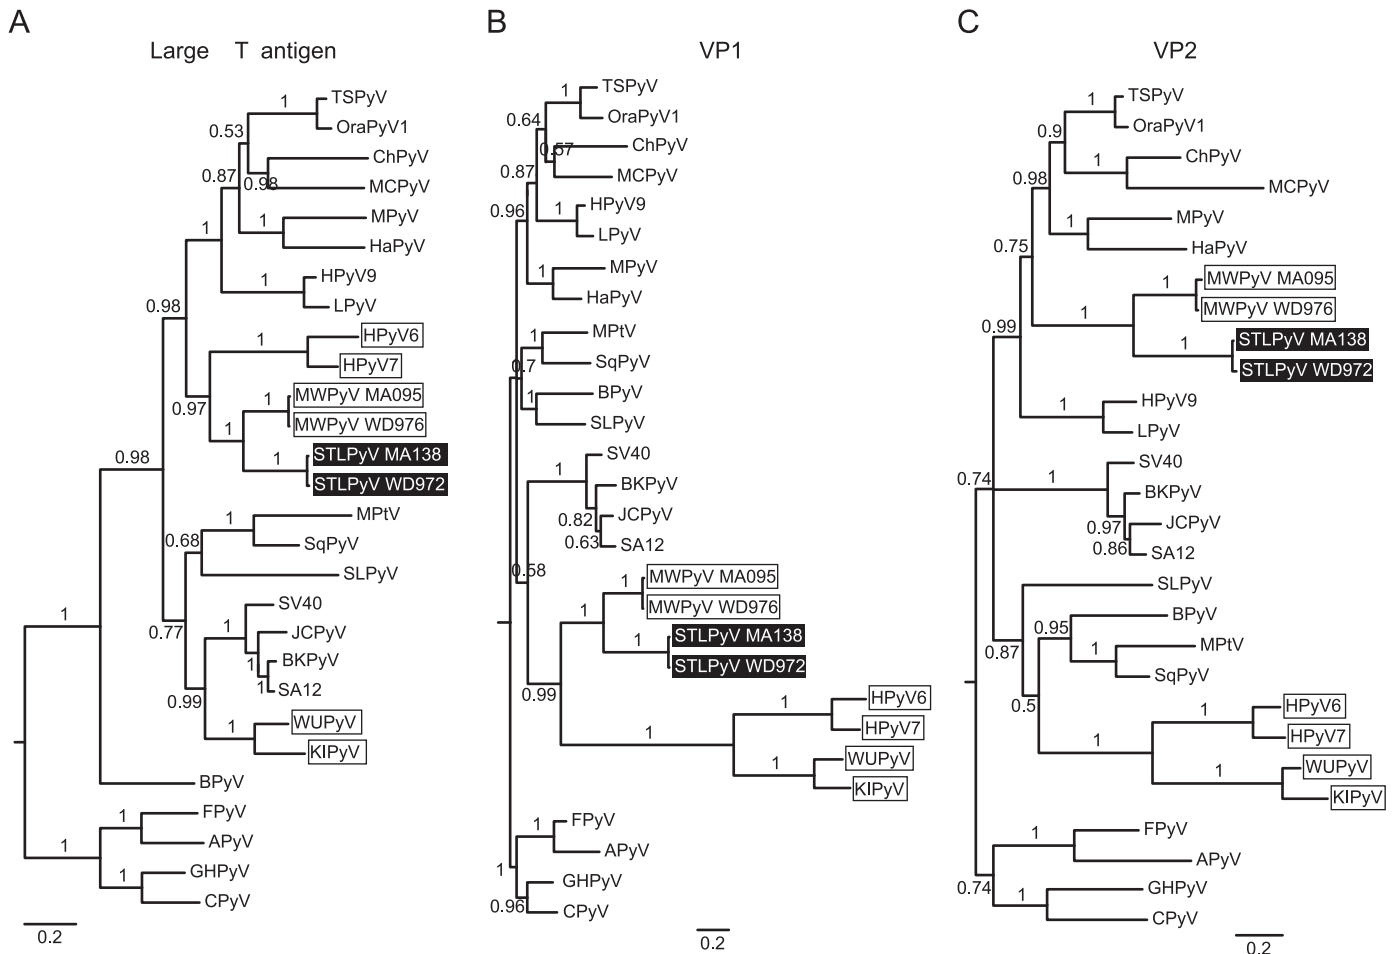 A
Large T antigen
TSPyV
1
OraPyV1
0.53
ChPyV
0.87
0.98
MCPyV
MPyV
1
HaPyV
1
HPyV9
1
LPyV
0.98
HPyV6
1
HPyV7
0.97
MWPyV MA095
1
MWPyV WD976
1
STLPyV MA138
1
STLPyV WD972
0.98
MPtV
1
SqPyV
0.68
SLPyV
0.77
SV40
1
JCPyV
BKPyV
1
SA12
1
0.99
WUPyV
1
KIPyV
1
BPyV
FPyV
1
APyV
1
GHPyV
1
CPyV
0.2
B
VP1
TSPyV
1
OraPyV1
0.64
ChPyV
0.57
MCPyV
0.87
HPyV9
1
LPyV
0.96
MPyV
1
HaPyV
MPtV
1
SqPyV
0.7
BPyV
1
SLPyV
SV40
1
BKPyV
0.82
JCPyV
0.63
SA12
0.58
MWPyV MA095
1
MWPyV WD976
1
STLPyV MA138
1
STLPyV WD972
0.99
HPyV6
1
HPyV7
1
WUPyV
1
KIPyV
FPyV
1
APyV
1
GHPyV
0.96
CPyV
0.2
C
VP2
TSPyV
1
OraPyV1
0.9
ChPyV
1
MCPyV
0.98
MPyV
1
HaPyV
0.75
MWPyV MA095
1
MWPyV WD976
1
STLPyV MA138
1
STLPyV WD972
0.99
HPyV9
1
LPyV
0.74
SV40
1
BKPyV
0.97
JCPyV
0.86
SA12
SLPyV
0.87
BPyV
0.95
MPtV
1
SqPyV
0.5
HPyV6
1
HPyV7
1
WUPyV
1
KIPyV
FPyV
1
APyV
0.74
GHPyV
1
CPyV
0.2